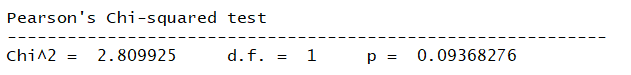 Pearson's Chi-squared test
------------------------------------------------------------
Chi^2 =  2.809925     d.f. =  1     p =  0.09368276